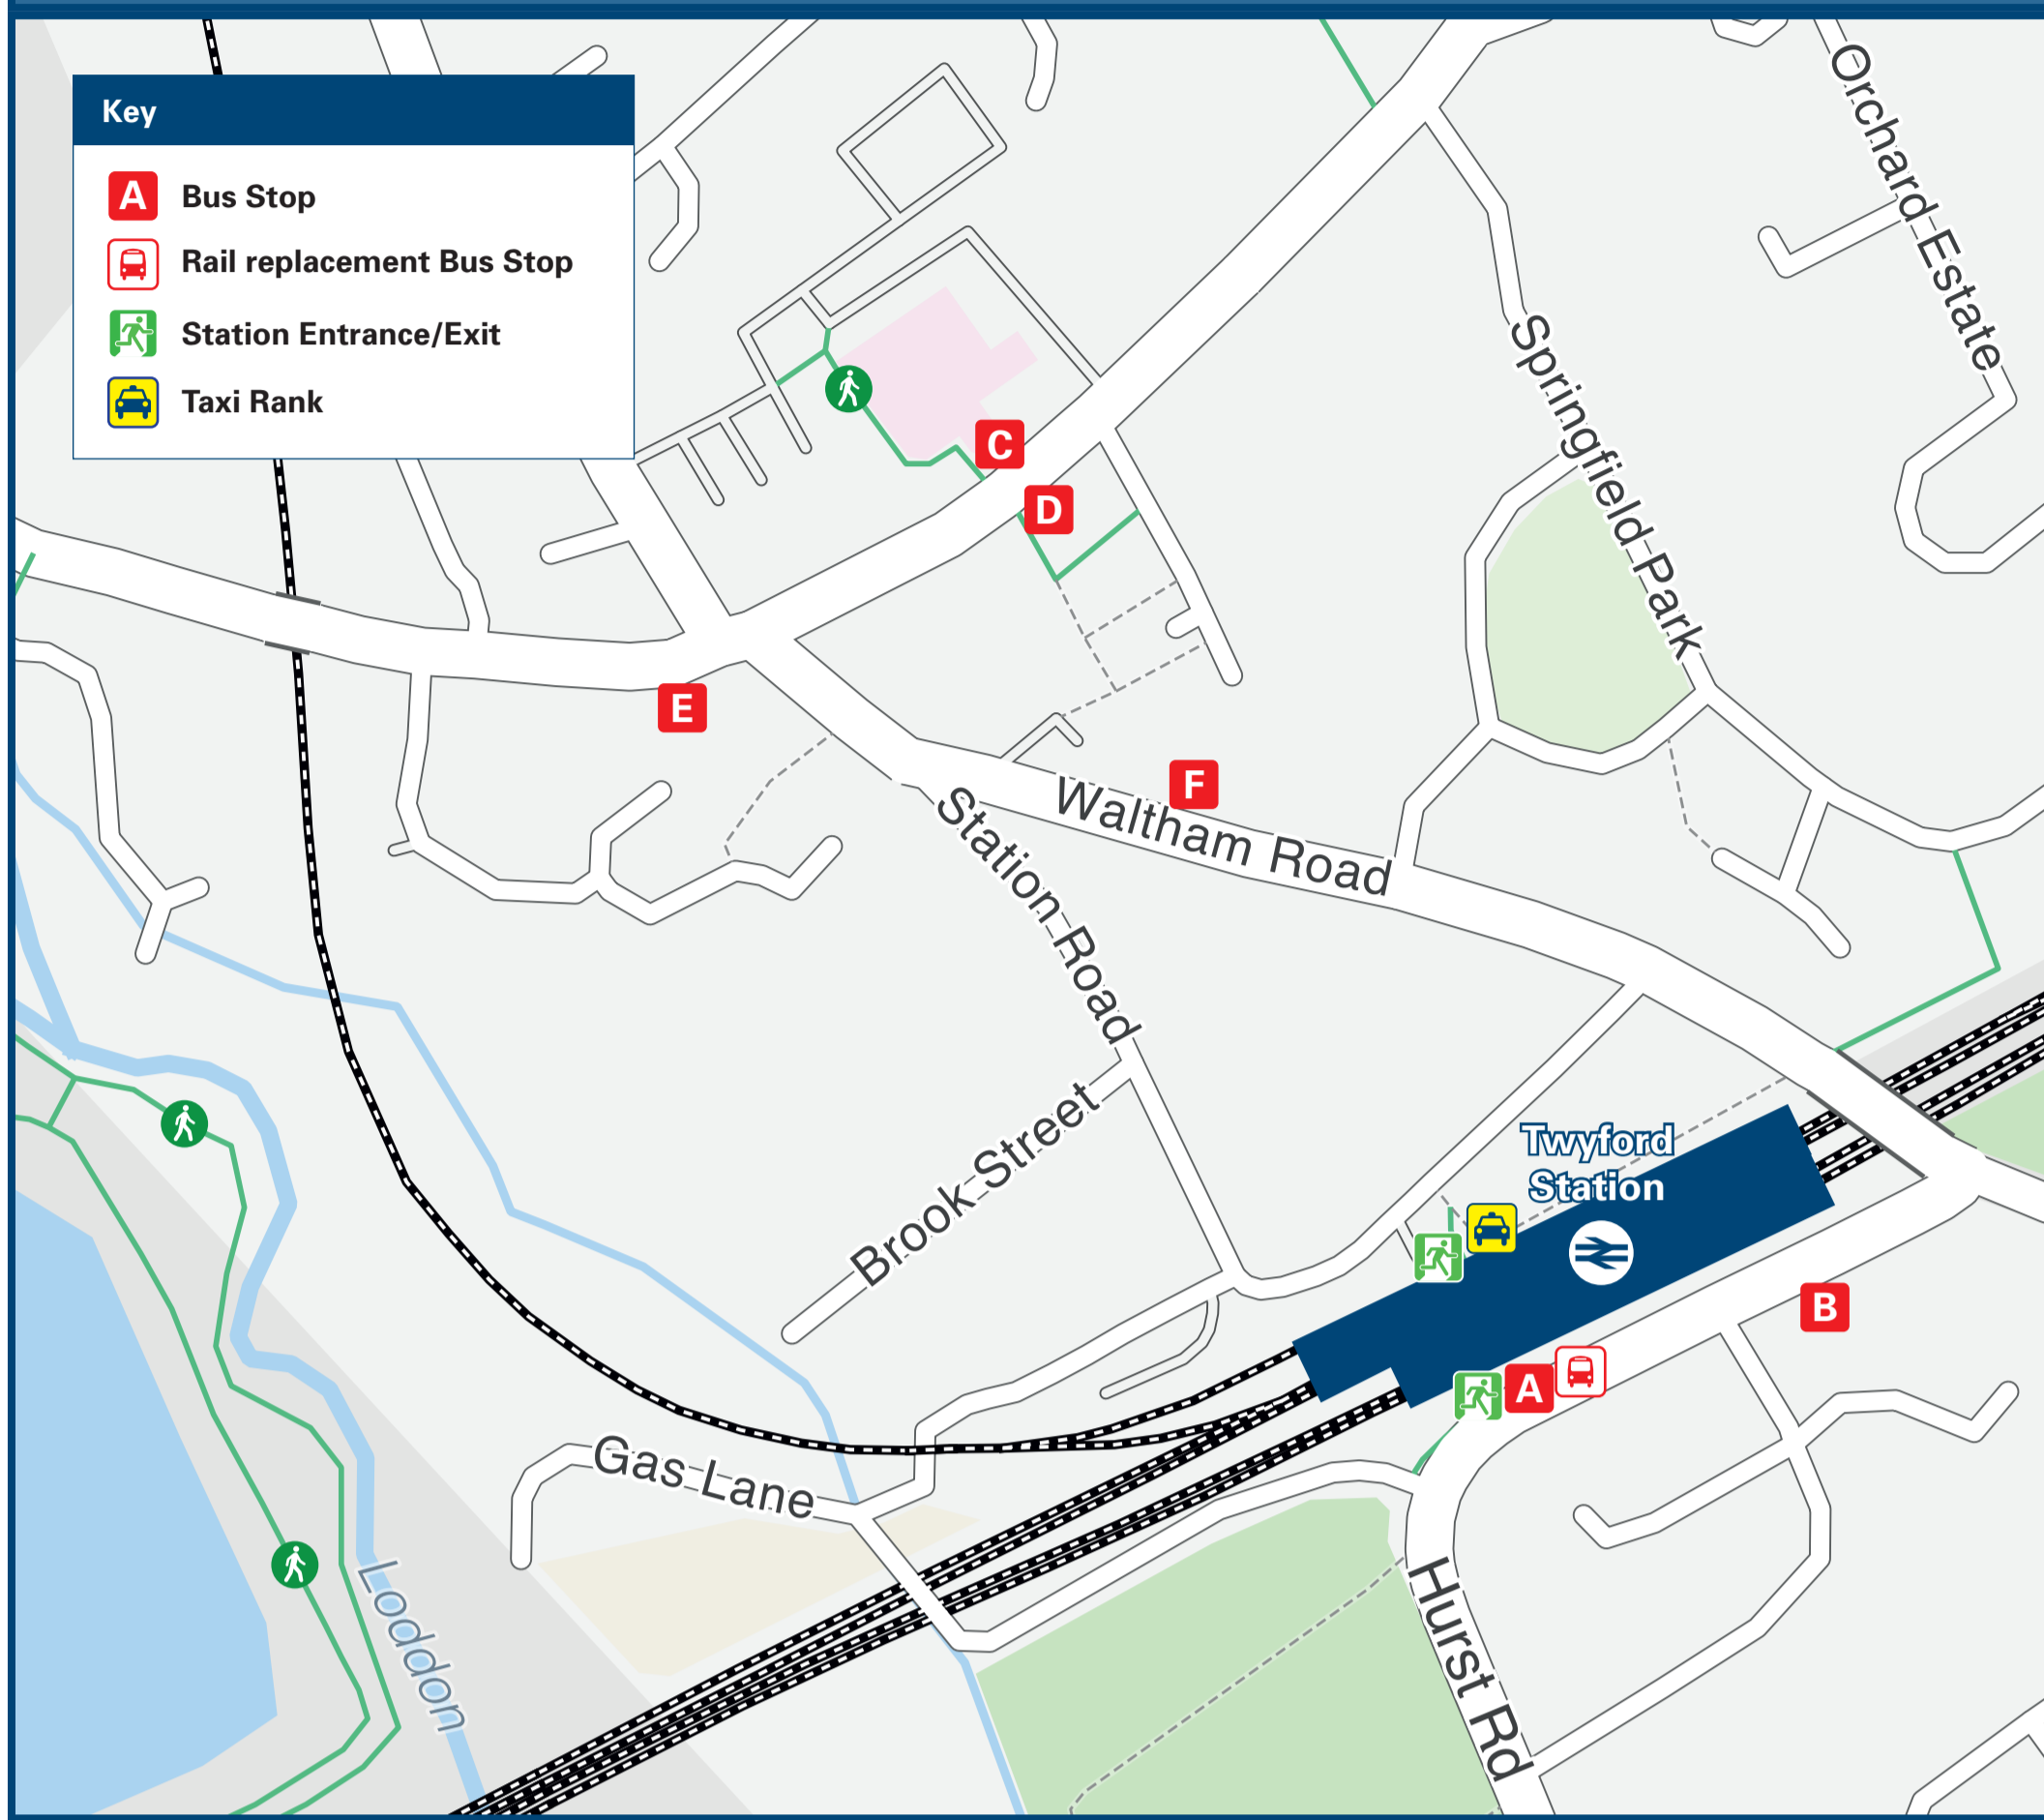 Key
A Bus Stop
Rail replacement Bus Stop
Station Entrance/Exit
Taxi Rank
Orchard Estate
Springfield Park
C
D
E
F
Waltham Road
Station Road
Brook Street
Twyford
Station
B
A
Gas Lane
Loddon
Hurst Rd